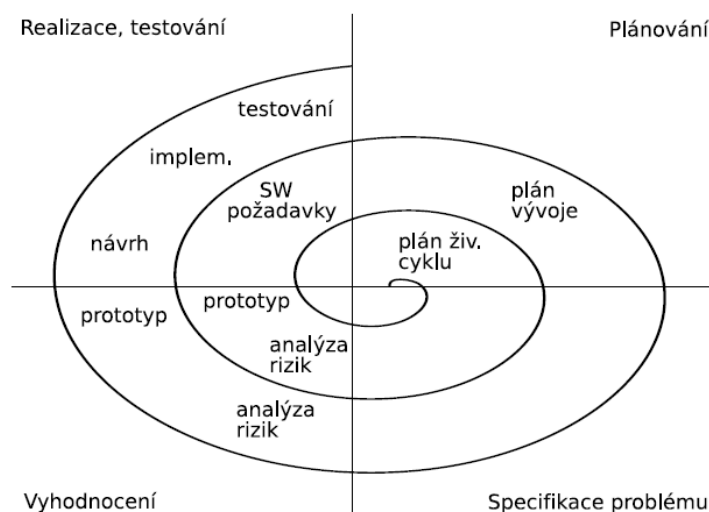 Realizace, testování
Plánování
testování
implem.
SW
požadavky
plán
vývoje
návrh
plán živ.
cyklu
prototyp
prototyp
analýza
rizik
analýza
rizik
Vyhodnocení
Specifikace problému